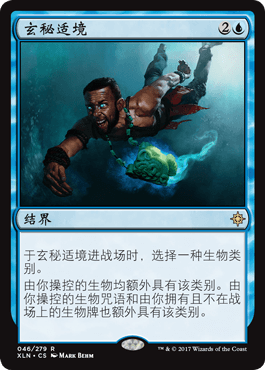 玄秘适境 2
结界
于玄秘适境进战场时，选择一种生物类
别。
由你操控的生物均额外具有该类别。由
你操控的生物咒语和由你拥有且不在战
场上的生物牌也额外具有该类别。
046/279 R
XLN • CS MARK BEHM
™ & © 2017 Wizards of the Coast